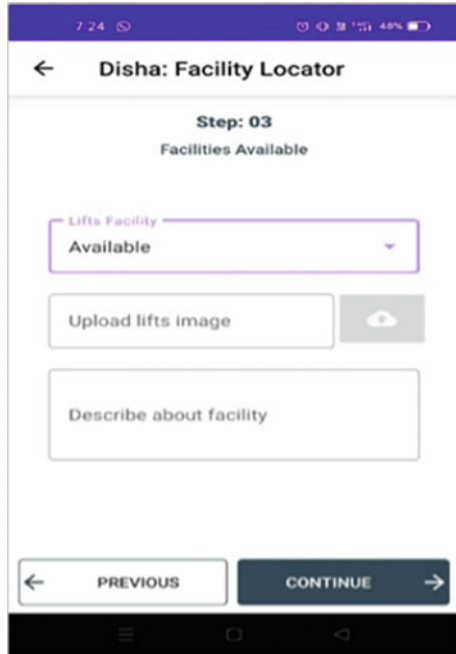 7:24
48%
Disha: Facility Locator
Step: 03
Facilities Available
Lifts Facility
Available
Upload lifts image
Describe about facility
PREVIOUS
CONTINUE